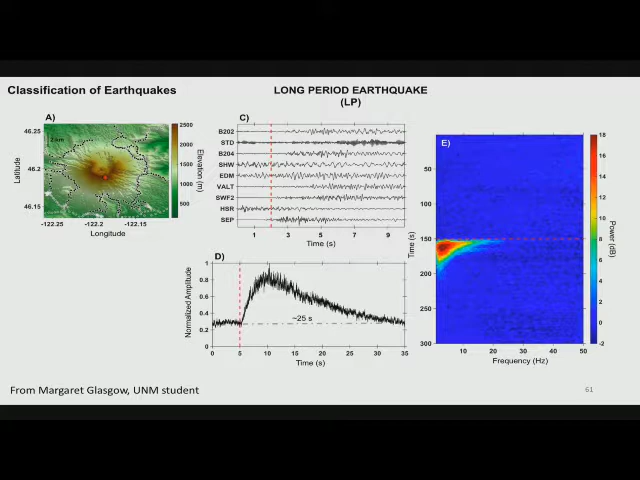 Classification of Earthquakes
LONG PERIOD EARTHQUAKE
(LP)
A)
46.25
46.2
46.15
Latitude
2 km
-122.25
-122.2
-122.15
Longitude
2500
2000
1500
1000
500
Elevation (m)
C)
B202
STD
B204
SHW
EDM
VALT
SWF2
HSR
SEP
1
3
5
7
9
Time (s)
D)
1
0.8
0.6
0.4
0.2
0
Normalized Amplitude
~25 s
0
5
10
15
20
25
30
35
Time (s)
E)
50
100
150
200
250
300
Time (s)
10
20
30
40
50
Frequency (Hz)
18
16
14
12
10
8
6
4
2
0
-2
Power (dB)
From Margaret Glasgow, UNM student
61